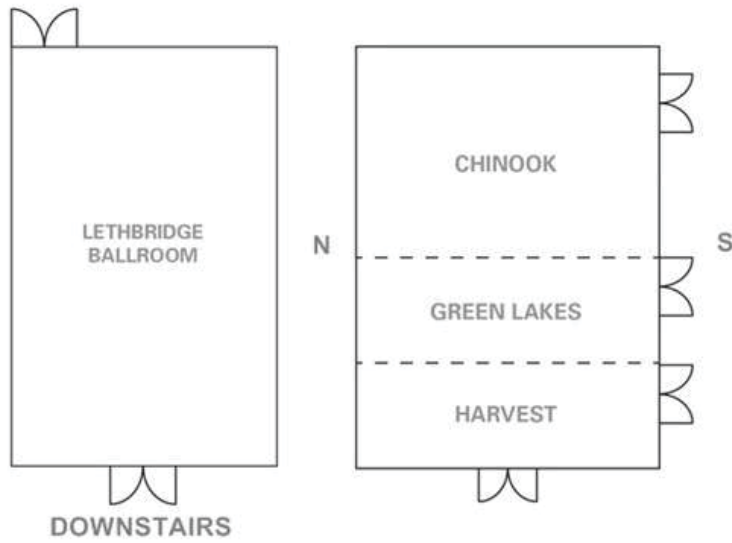 LETHBRIDGE
BALLROOM
DOWNSTAIRS
N
CHINOOK
GREEN LAKES
HARVEST
S